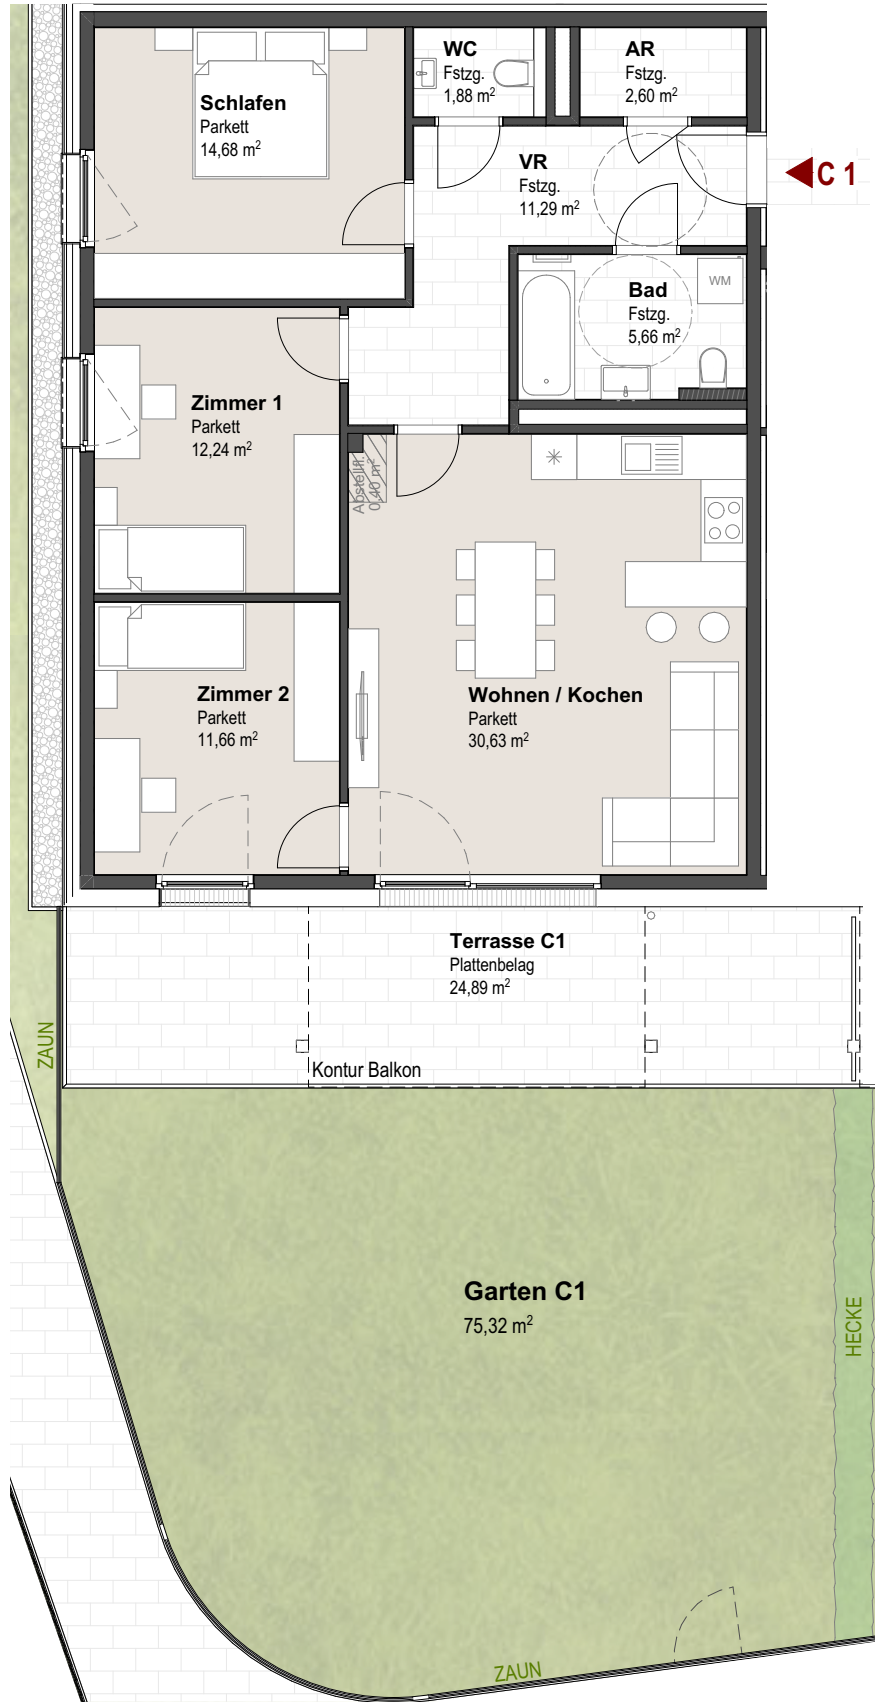 WC
Fstzg.
1,88 m²
AR
Fstzg.
2,60 m²
Schlafen
Parkett
14,68 m²
VR
Fstzg.
11,29 m²
C 1
Bad
Fstzg.
5,66 m²
WM
Zimmer 1
Parkett
12,24 m²
Abstellfl.
0,40 m²
Zimmer 2
Parkett
11,66 m²
Wohnen / Kochen
Parkett
30,63 m²
Terrasse C1
Plattenbelag
24,89 m²
ZAUN
Kontur Balkon
Garten C1
75,32 m²
HECKE
ZAUN